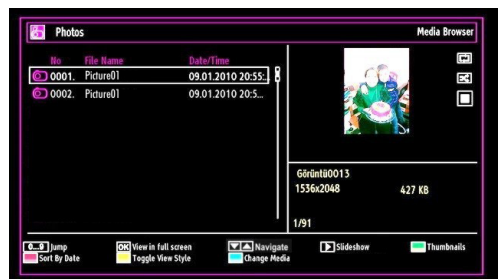 Photos
Media Browser
No File Name Date/Time
0001. Picture01 09.01.2010 20:55:..
0002. Picture01 09.01.2010 20:5...
Görüntü0013
1536x2048 427 KB
1/91
0...9 Jump OK View in full screen Navigate Slideshow Thumbnails
Sort By Date Toggle View Style Change Media